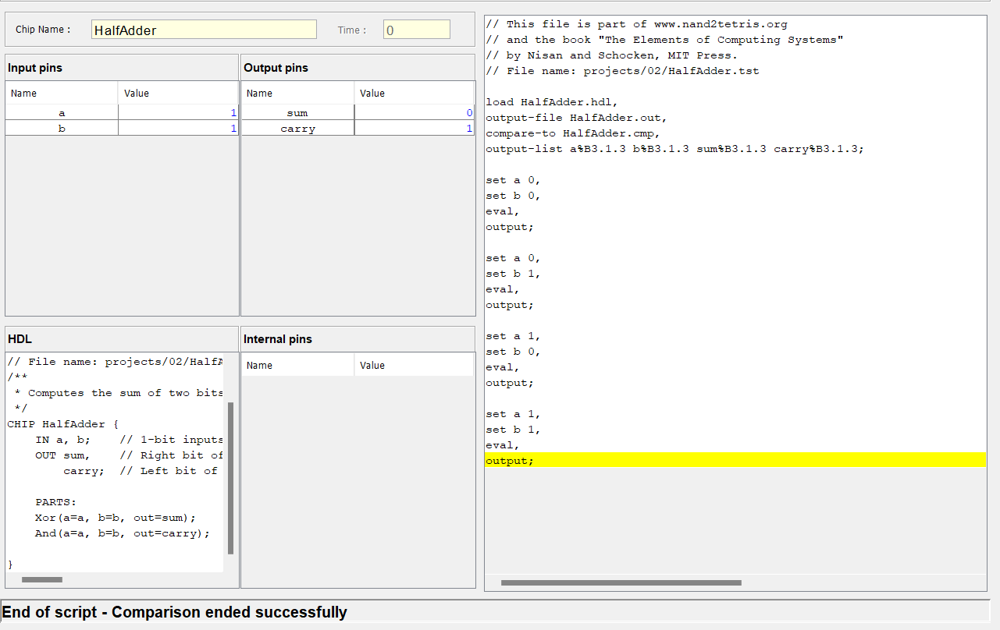 Chip Name :
HalfAdder
Time :
0
Input pins
Name Value
a 1
b 1
Output pins
Name Value
sum 0
carry 1
HDL
// File name: projects/02/HalfA
/**
 * Computes the sum of two bits
 */
CHIP HalfAdder {
    IN a, b;    // 1-bit inputs
    OUT sum,    // Right bit of
        carry;  // Left bit of

    PARTS:
    Xor(a=a, b=b, out=sum);
    And(a=a, b=b, out=carry);

}
Internal pins
Name Value
// This file is part of www.nand2tetris.org
// and the book "The Elements of Computing Systems"
// by Nisan and Schocken, MIT Press.
// File name: projects/02/HalfAdder.tst

load HalfAdder.hdl,
output-file HalfAdder.out,
compare-to HalfAdder.cmp,
output-list a%B3.1.3 b%B3.1.3 sum%B3.1.3 carry%B3.1.3;

set a 0,
set b 0,
eval,
output;

set a 0,
set b 1,
eval,
output;

set a 1,
set b 0,
eval,
output;

set a 1,
set b 1,
eval,
output;
End of script - Comparison ended successfully